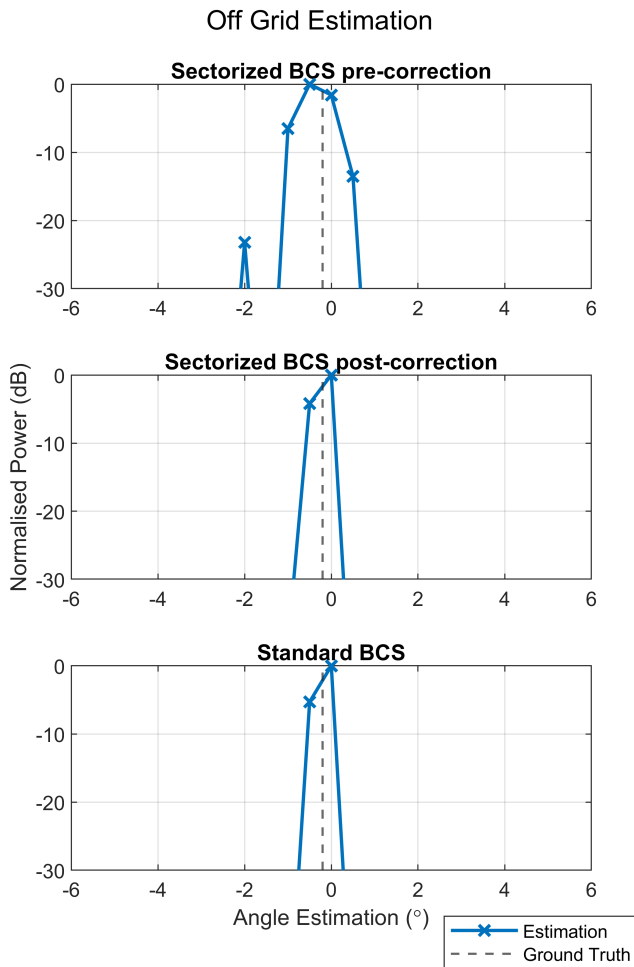 Off Grid Estimation
Sectorized BCS pre-correction
0
-10
-20
-30
-6 -4 -2 0 2 4 6
Sectorized BCS post-correction
Normalised Power (dB)
0
-10
-20
-30
-6 -4 -2 0 2 4 6
Standard BCS
0
-10
-20
-30
-6 -4 -2 0 2 4 6
Angle Estimation (°)
Estimation
Ground Truth